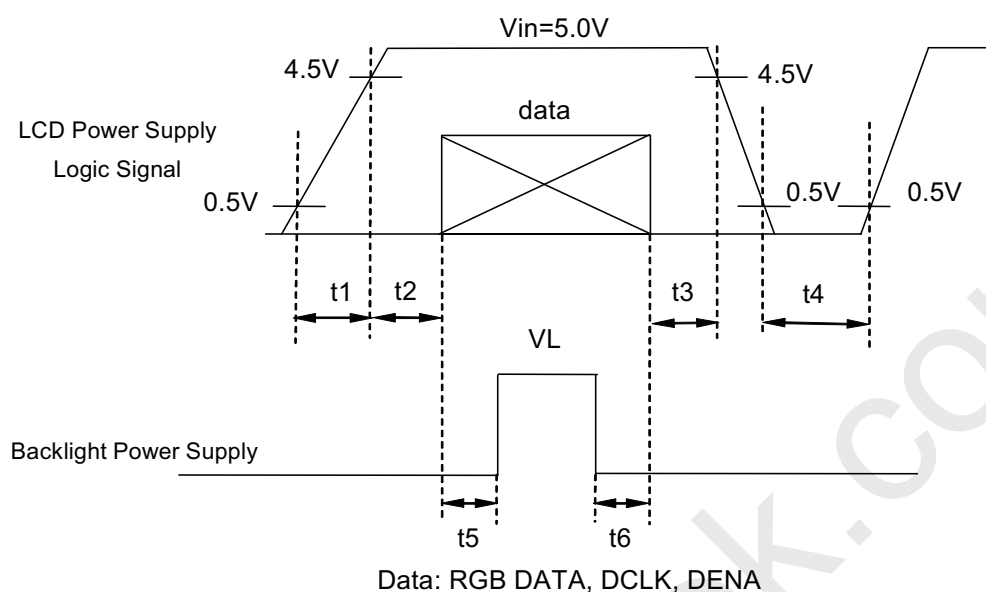 Vin=5.0V
4.5V
4.5V
data
LCD Power Supply
Logic Signal
0.5V
0.5V
0.5V
t1
t2
t3
t4
VL
Backlight Power Supply
t5
t6
Data: RGB DATA, DCLK, DENA